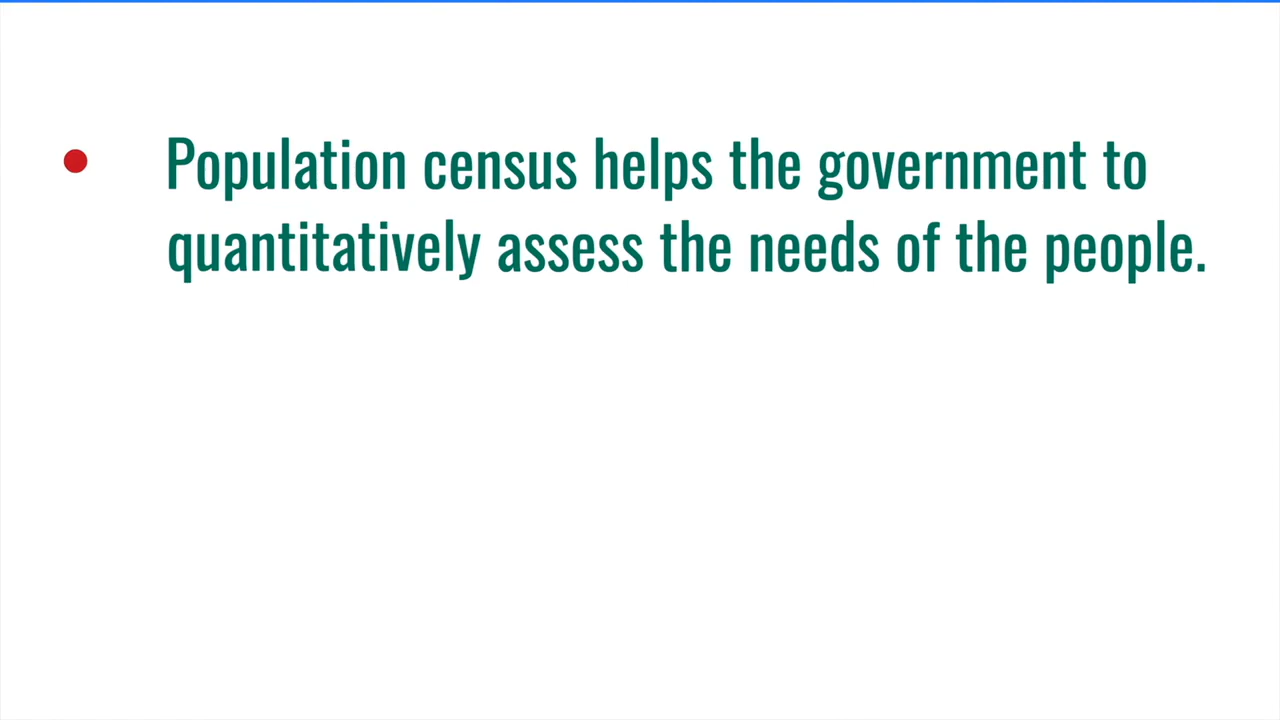 • Population census helps the government to
quantitatively assess the needs of the people.